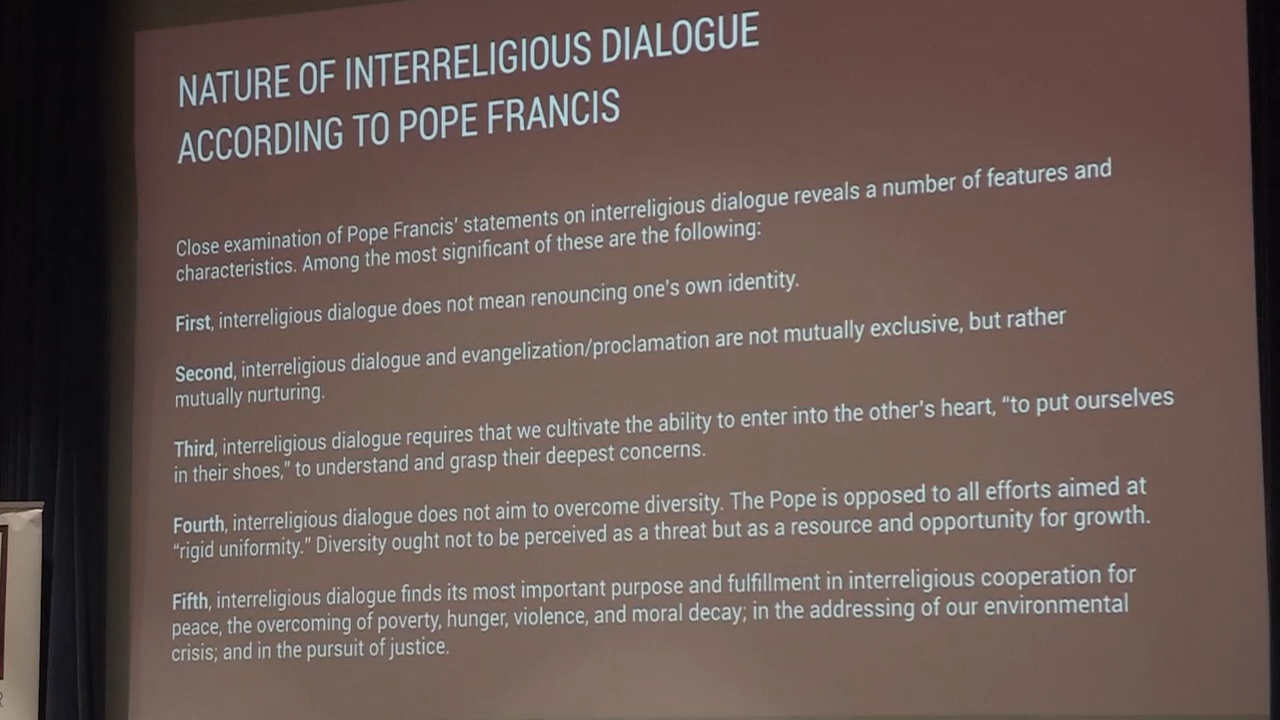 NATURE OF INTERRELIGIOUS DIALOGUE
ACCORDING TO POPE FRANCIS
Close examination of Pope Francis' statements on interreligious dialogue reveals a number of features and
characteristics. Among the most significant of these are the following:
First, interreligious dialogue does not mean renouncing one's own identity.
Second, interreligious dialogue and evangelization/proclamation are not mutually exclusive, but rather
mutually nurturing.
Third, interreligious dialogue requires that we cultivate the ability to enter into the other's heart, “to put ourselves
in their shoes,” to understand and grasp their deepest concerns.
Fourth, interreligious dialogue does not aim to overcome diversity. The Pope is opposed to all efforts aimed at
“rigid uniformity.” Diversity ought not to be perceived as a threat but as a resource and opportunity for growth.
Fifth, interreligious dialogue finds its most important purpose and fulfillment in interreligious cooperation for
peace, the overcoming of poverty, hunger, violence, and moral decay; in the addressing of our environmental
crisis; and in the pursuit of justice.